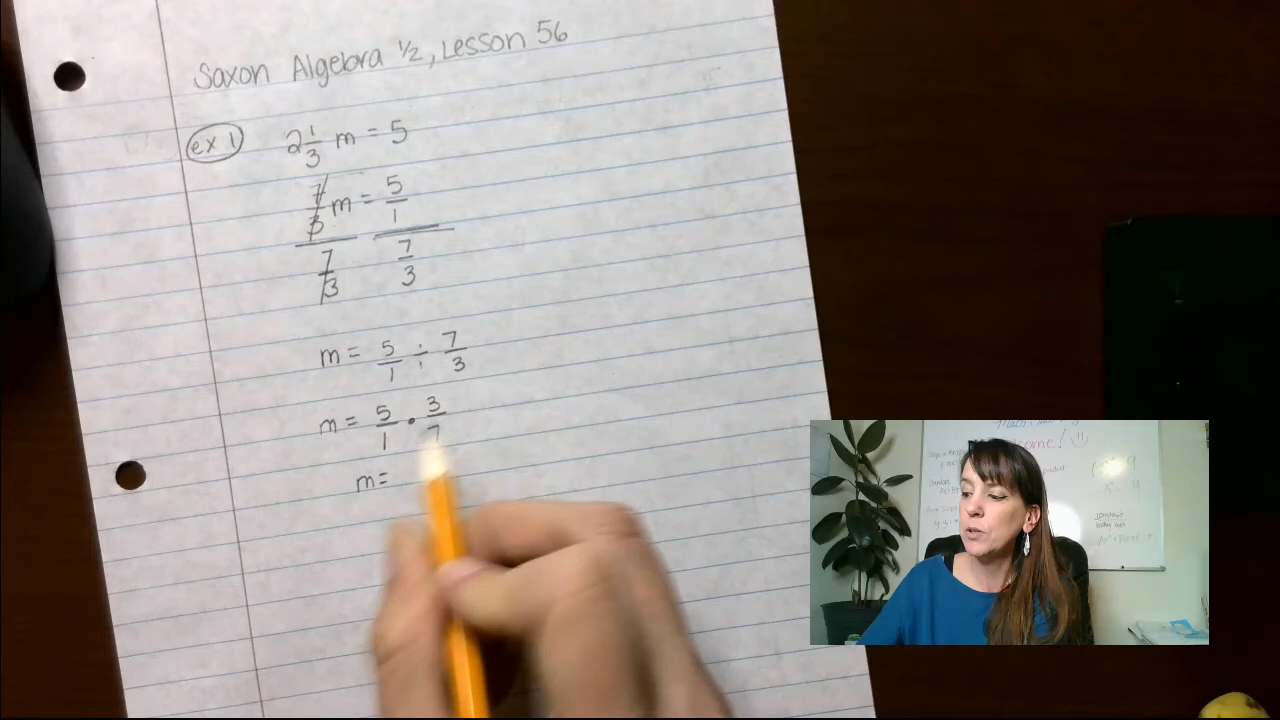 Saxon Algebra 1/2, Lesson 56
ex 1 2 1/3 m = 5
7/3 m = 5/1
7/3 7/3
m = 5/1 ÷ 7/3
m = 5/1 • 3/7
m =
constant